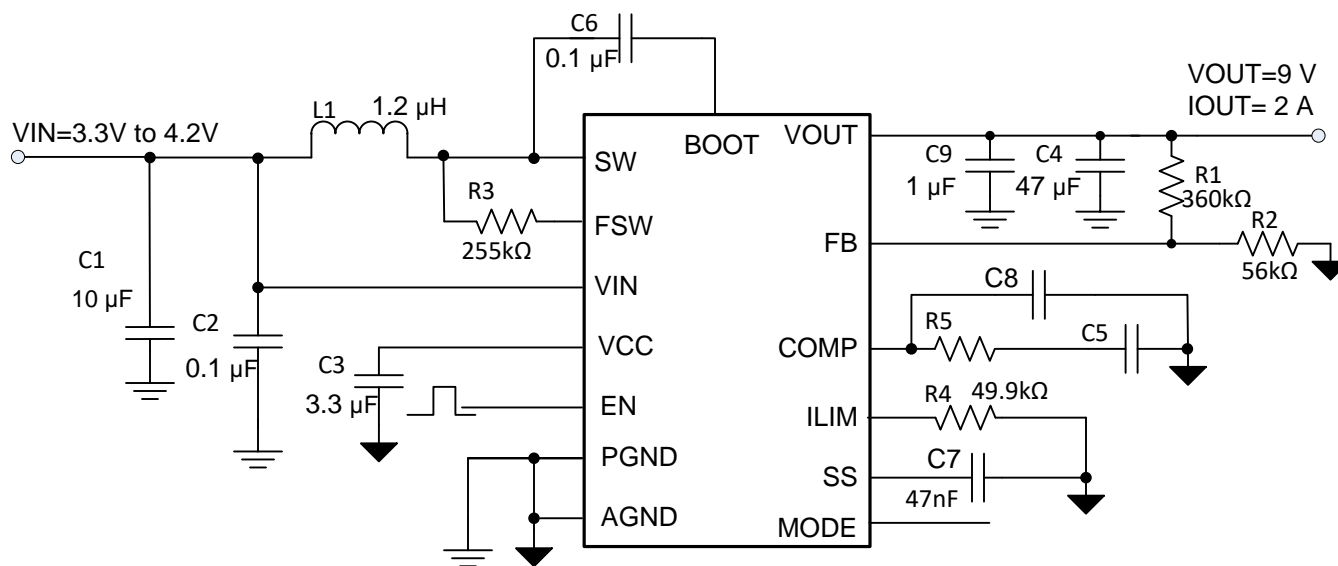 C6
0.1 µF
VOUT=9 V
IOUT= 2 A
L1
1.2 µH
VIN=3.3V to 4.2V
BOOT
VOUT
SW
C9
1 µF
C4
47 µF
R1
360kΩ
R3
255kΩ
FSW
FB
R2
56kΩ
C1
10 µF
VIN
C8
C2
0.1 µF
VCC
COMP
R5
C5
C3
3.3 µF
EN
ILIM
R4
49.9kΩ
PGND
SS
C7
47nF
AGND
MODE